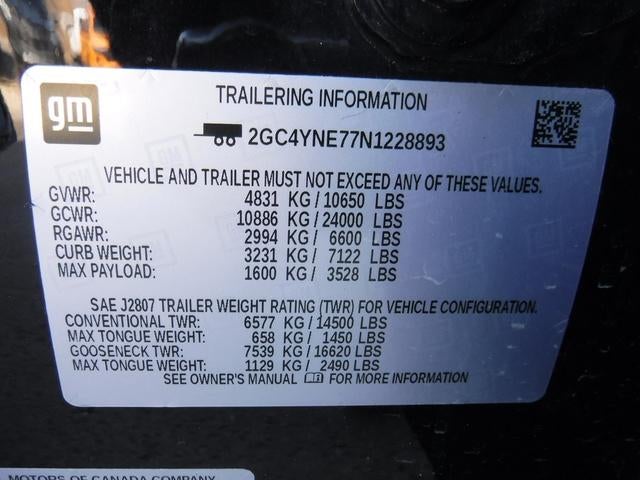 gm
TRAILERING INFORMATION
2GC4YNE77N1228893
VEHICLE AND TRAILER MUST NOT EXCEED ANY OF THESE VALUES.
GVWR: 4831 KG / 10650 LBS
GCWR: 10886 KG / 24000 LBS
RGAWR: 2994 KG / 6600 LBS
CURB WEIGHT: 3231 KG / 7122 LBS
MAX PAYLOAD: 1600 KG / 3528 LBS
SAE J2807 TRAILER WEIGHT RATING (TWR) FOR VEHICLE CONFIGURATION.
CONVENTIONAL TWR: 6577 KG / 14500 LBS
MAX TONGUE WEIGHT: 658 KG / 1450 LBS
GOOSENECK TWR: 7539 KG / 16620 LBS
MAX TONGUE WEIGHT: 1129 KG / 2490 LBS
SEE OWNER'S MANUAL FOR MORE INFORMATION
MOTORS OF CANADA COMPANY